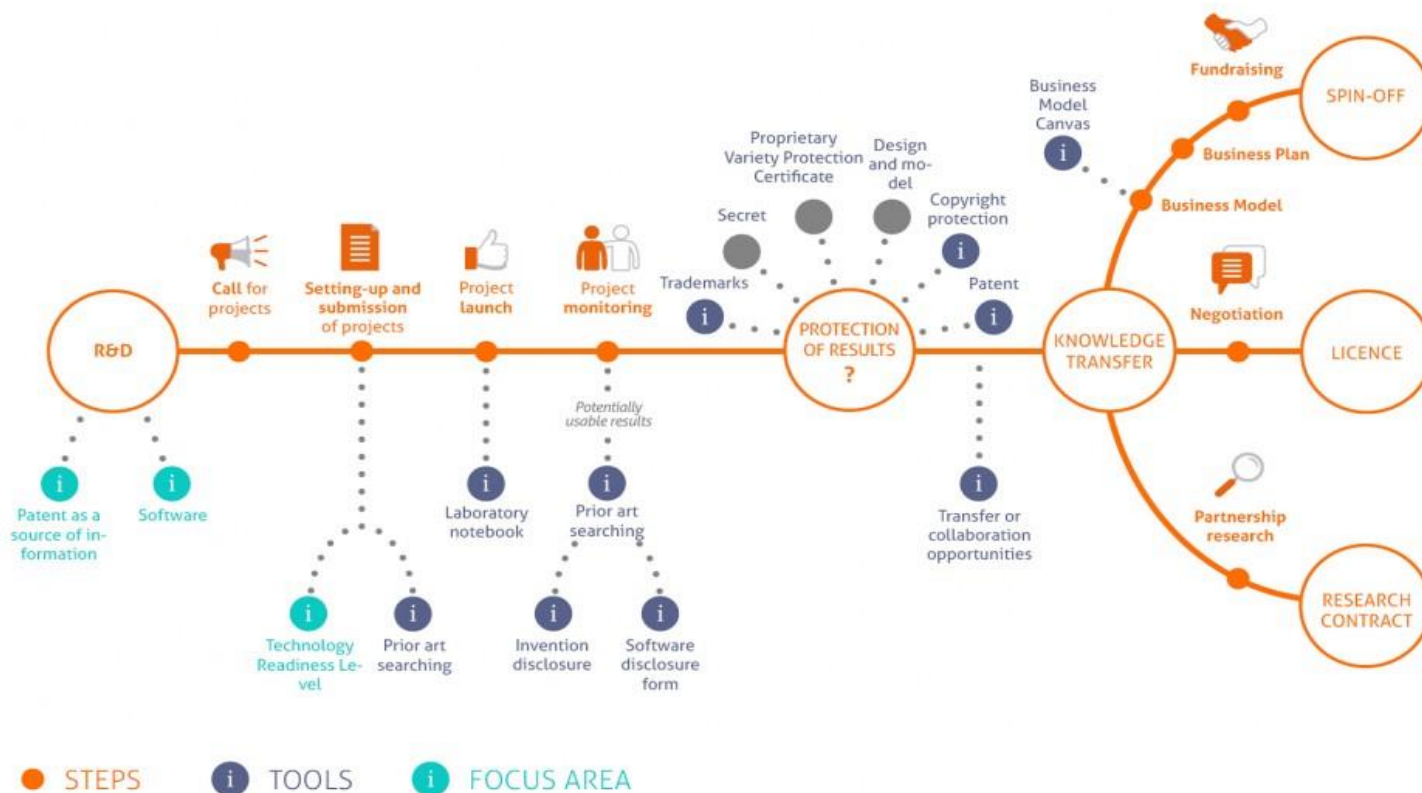 Fundraising
SPIN-OFF
Business
Model
Canvas
i
Business Plan
Business Model
Proprietary
Variety Protection
Certificate
Design
and mo-
del
Secret
Copyright
protection
i
Trademarks
i
Patent
i
Call for
projects
Setting-up and
submission
of projects
Project
launch
Project
monitoring
Negotiation
R&D
PROTECTION
OF RESULTS
?
KNOWLEDGE
TRANSFER
LICENCE
Potentially
usable results
i
Patent as a
source of in-
formation
i
Software
i
Laboratory
notebook
i
Prior art
searching
i
Transfer or
collaboration
opportunities
Partnership
research
i
Technology
Readiness Le-
vel
i
Prior art
searching
i
Invention
disclosure
i
Software
disclosure
form
RESEARCH
CONTRACT
STEPS
i TOOLS
i FOCUS AREA